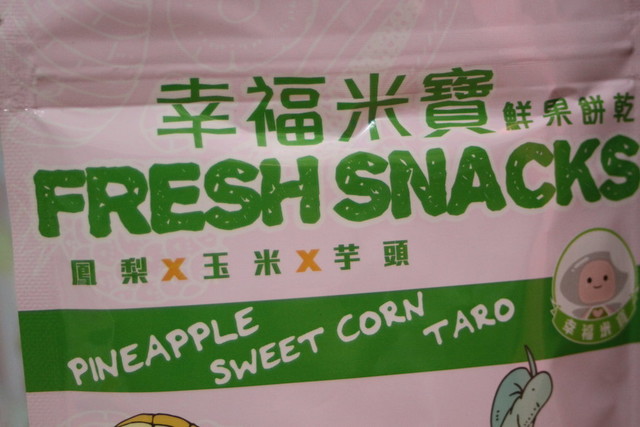 幸福米寶
鮮果餅乾
FRESH SNACKS
鳳梨X玉米X芋頭
PINEAPPLE
SWEET CORN
TARO
幸福米寶